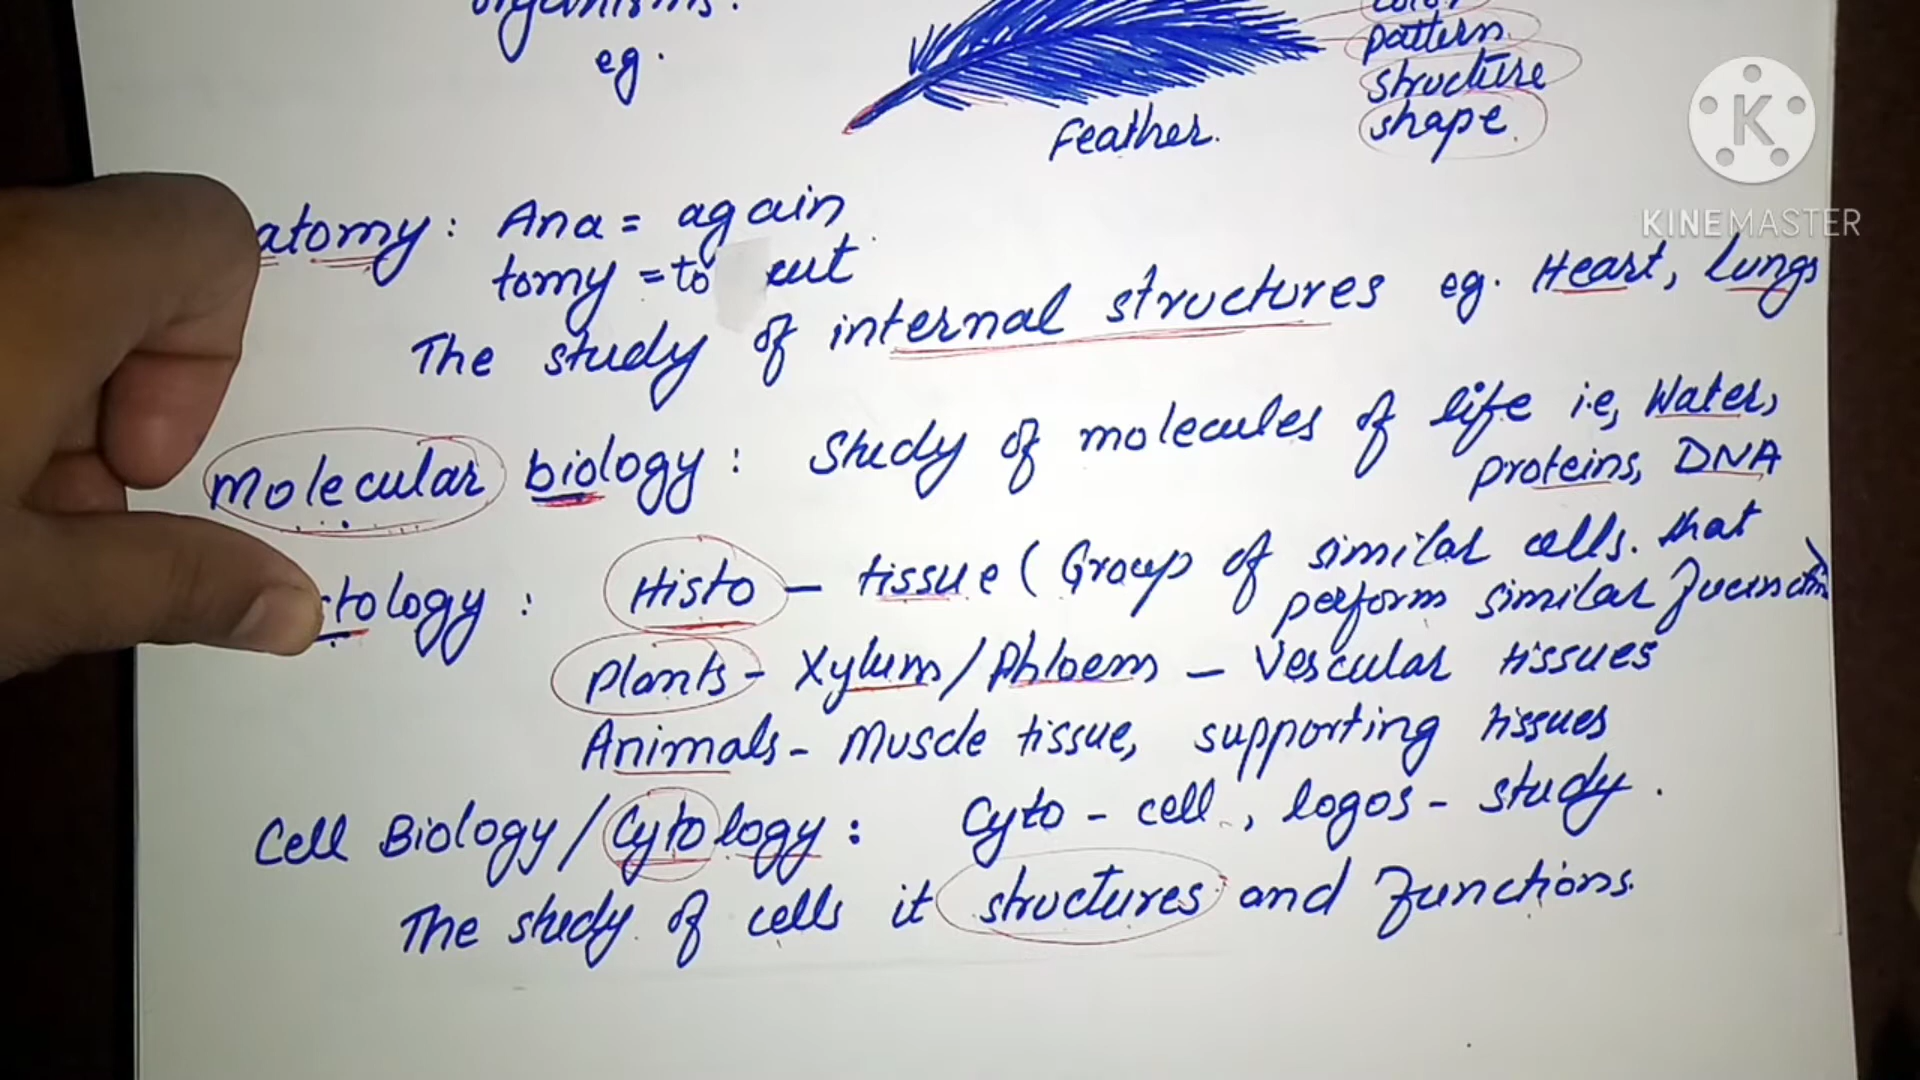 organisms.
eg.
color
pattern
structure
shape.
Feather.
K
KINEMASTER
atomy: Ana = again
tomy = to cut
The study of internal structures eg. Heart, Lungs
Molecular biology: Study of molecules of life i.e, Water,
proteins, DNA
stology: Histo - tissue (Group of similar cells. that
perform similar function)
Plants - Xylum/Phloem - Vescular tissues
Animals - Muscle tissue, supporting tissues
Cell Biology/Cytology: Cyto - cell, logos - study.
The study of cells it structures and functions.